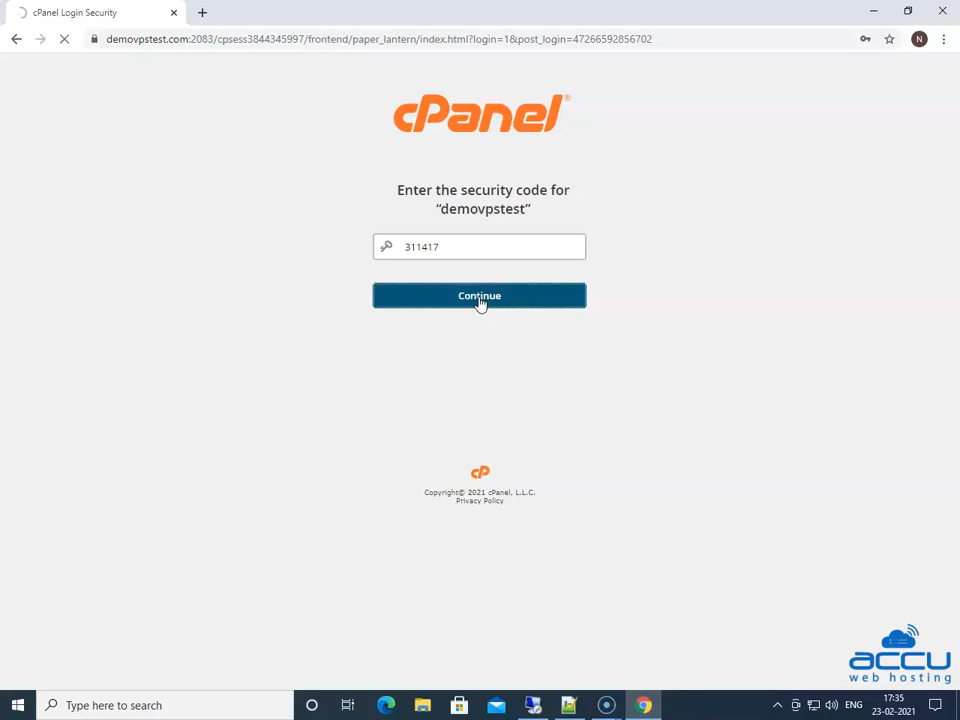 cPanel Login Security
demovpstest.com:2083/cpsess3844345997/frontend/paper_lantern/index.html?login=1&post_login=47266592856702
N
cPanel®
Enter the security code for
“demovpstest”
311417
Continue
cP
Copyright© 2021 cPanel, L.L.C.
Privacy Policy
accu
web hosting
Type here to search
ENG
17:35
23-02-2021